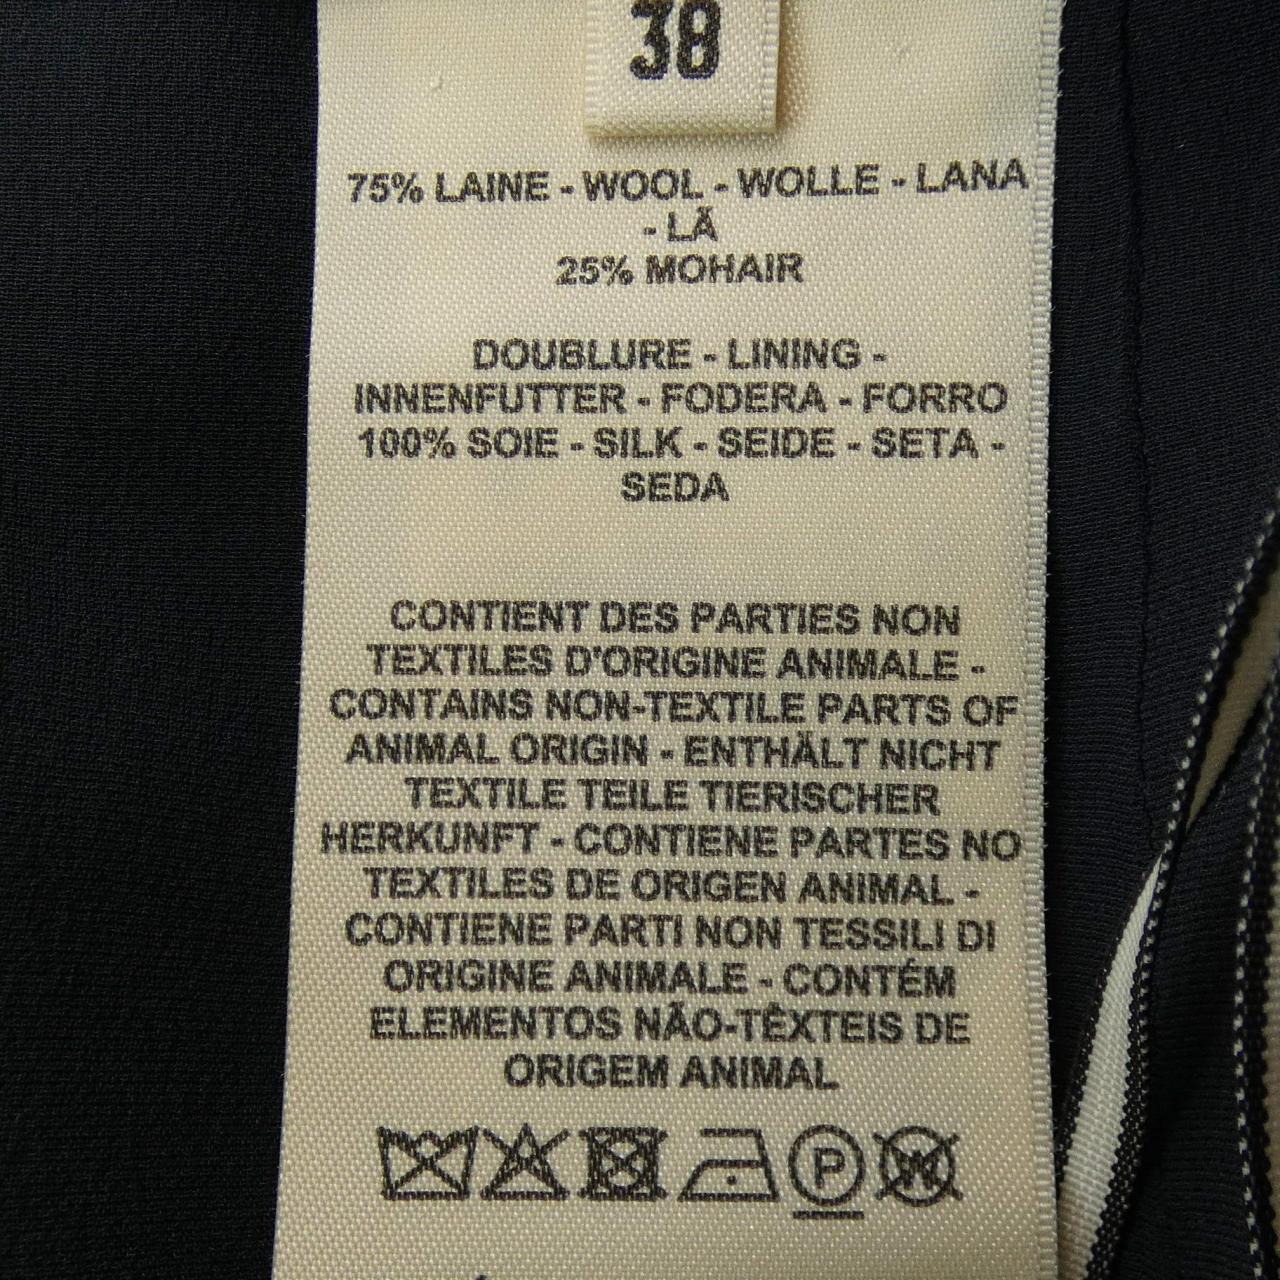 38
75% LAINE - WOOL - WOLLE - LANA
- LÃ
25% MOHAIR
DOUBLURE - LINING -
INNENFUTTER - FODERA - FORRO
100% SOIE - SILK - SEIDE - SETA -
SEDA
CONTIENT DES PARTIES NON
TEXTILES D'ORIGINE ANIMALE -
CONTAINS NON-TEXTILE PARTS OF
ANIMAL ORIGIN - ENTHÄLT NICHT
TEXTILE TEILE TIERISCHER
HERKUNFT - CONTIENE PARTES NO
TEXTILES DE ORIGEN ANIMAL -
CONTIENE PARTI NON TESSILI DI
ORIGINE ANIMALE - CONTÉM
ELEMENTOS NÃO-TÊXTEIS DE
ORIGEM ANIMAL
P W